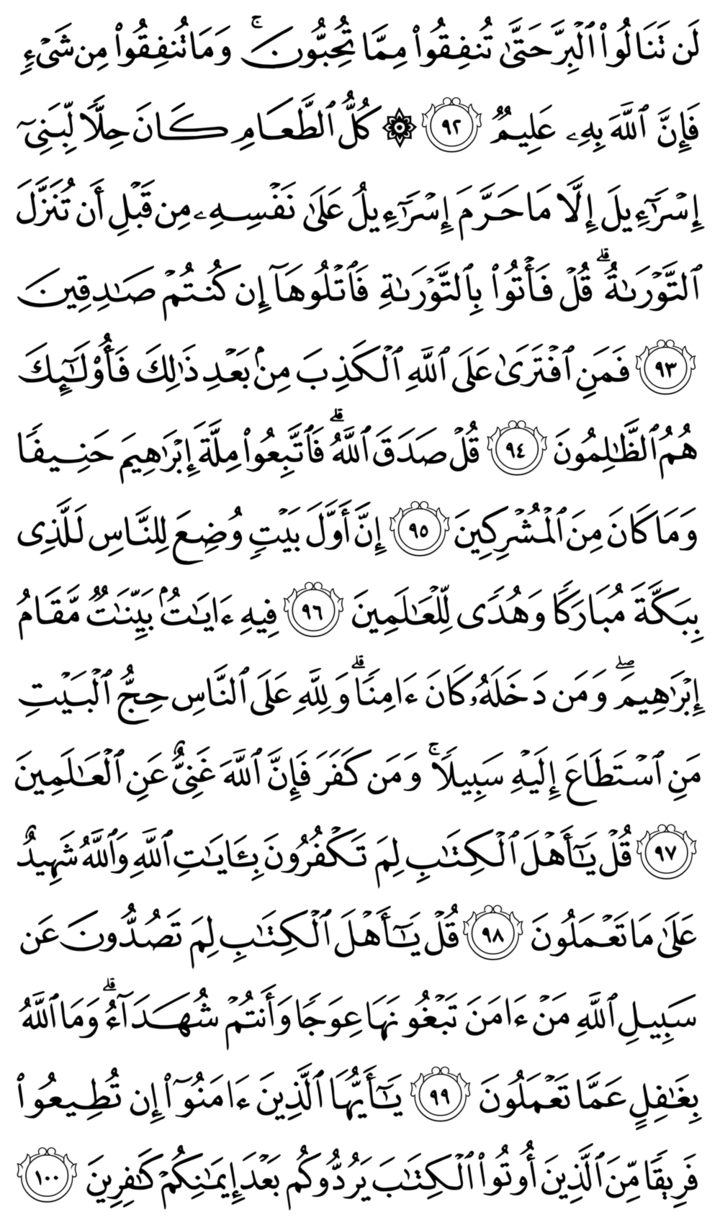 لَن تَنَالُوا۟ ٱلْبِرَّ حَتَّىٰ تُنفِقُوا۟ مِمَّا تُحِبُّونَ ۚ وَمَا تُنفِقُوا۟ مِن شَىْءٍ
فَإِنَّ ٱللَّهَ بِهِۦ عَلِيمٌ ٩٢ ۞ كُلُّ ٱلطَّعَامِ كَانَ حِلًّا لِّبَنِىٓ
إِسْرَٰٓءِيلَ إِلَّا مَا حَرَّمَ إِسْرَٰٓءِيلُ عَلَىٰ نَفْسِهِۦ مِن قَبْلِ أَن تُنَزَّلَ
ٱلتَّوْرَىٰةُ ۗ قُلْ فَأْتُوا۟ بِٱلتَّوْرَىٰةِ فَٱتْلُوهَآ إِن كُنتُمْ صَٰدِقِينَ
٩٣ فَمَنِ ٱفْتَرَىٰ عَلَى ٱللَّهِ ٱلْكَذِبَ مِنۢ بَعْدِ ذَٰلِكَ فَأُو۟لَٰٓئِكَ
هُمُ ٱلظَّٰلِمُونَ ٩٤ قُلْ صَدَقَ ٱللَّهُ ۗ فَٱتَّبِعُوا۟ مِلَّةَ إِبْرَٰهِيمَ حَنِيفًا
وَمَا كَانَ مِنَ ٱلْمُشْرِكِينَ ٩٥ إِنَّ أَوَّلَ بَيْتٍ وُضِعَ لِلنَّاسِ لَلَّذِى
بِبَكَّةَ مُبَارَكًا وَهُدًى لِّلْعَٰلَمِينَ ٩٦ فِيهِ ءَايَٰتٌۢ بَيِّنَٰتٌ مَّقَامُ
إِبْرَٰهِيمَ ۖ وَمَن دَخَلَهُۥ كَانَ ءَامِنًا ۗ وَلِلَّهِ عَلَى ٱلنَّاسِ حِجُّ ٱلْبَيْتِ
مَنِ ٱسْتَطَاعَ إِلَيْهِ سَبِيلًا ۚ وَمَن كَفَرَ فَإِنَّ ٱللَّهَ غَنِىٌّ عَنِ ٱلْعَٰلَمِينَ
٩٧ قُلْ يَٰٓأَهْلَ ٱلْكِتَٰبِ لِمَ تَكْفُرُونَ بِـَٔايَٰتِ ٱللَّهِ وَٱللَّهُ شَهِيدٌ
عَلَىٰ مَا تَعْمَلُونَ ٩٨ قُلْ يَٰٓأَهْلَ ٱلْكِتَٰبِ لِمَ تَصُدُّونَ عَن
سَبِيلِ ٱللَّهِ مَنْ ءَامَنَ تَبْغُونَهَا عِوَجًا وَأَنتُمْ شُهَدَآءُ ۗ وَمَا ٱللَّهُ
بِغَٰفِلٍ عَمَّا تَعْمَلُونَ ٩٩ يَٰٓأَيُّهَا ٱلَّذِينَ ءَامَنُوٓا۟ إِن تُطِيعُوا۟
فَرِيقًا مِّنَ ٱلَّذِينَ أُوتُوا۟ ٱلْكِتَٰبَ يَرُدُّوكُم بَعْدَ إِيمَٰنِكُمْ كَٰفِرِينَ ١٠٠